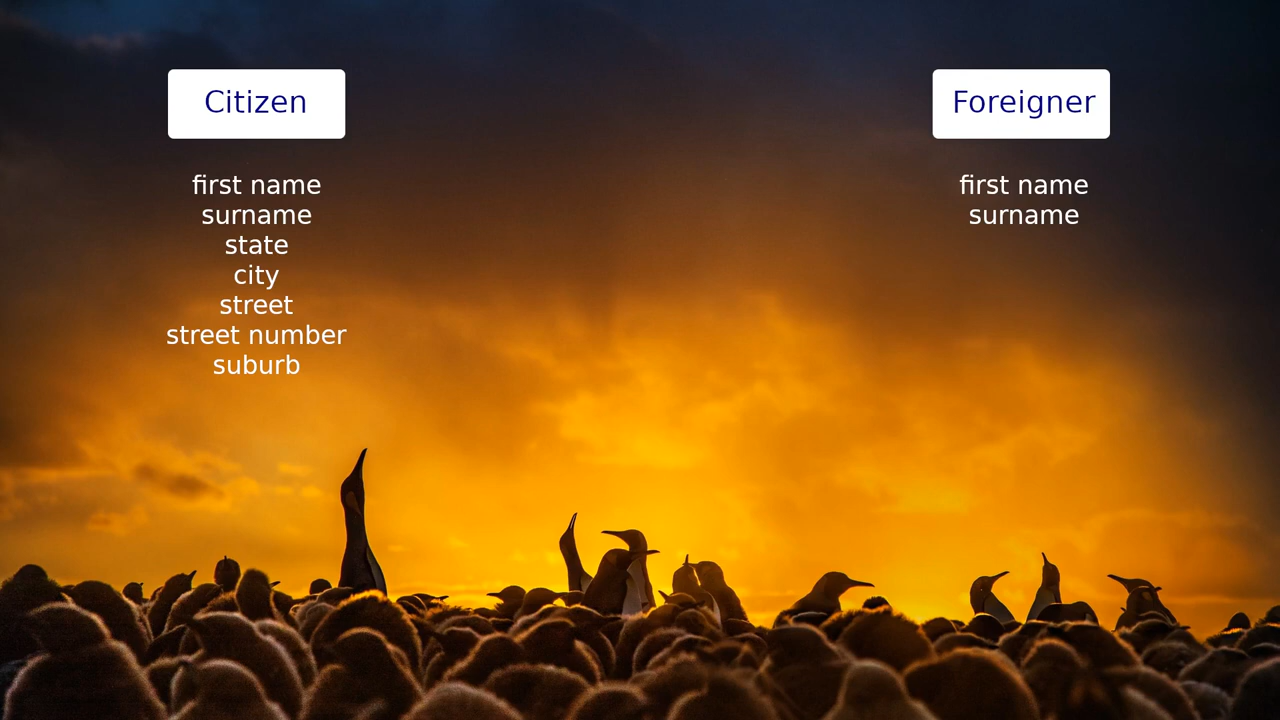 Citizen
first name
surname
state
city
street
street number
suburb
Foreigner
first name
surname